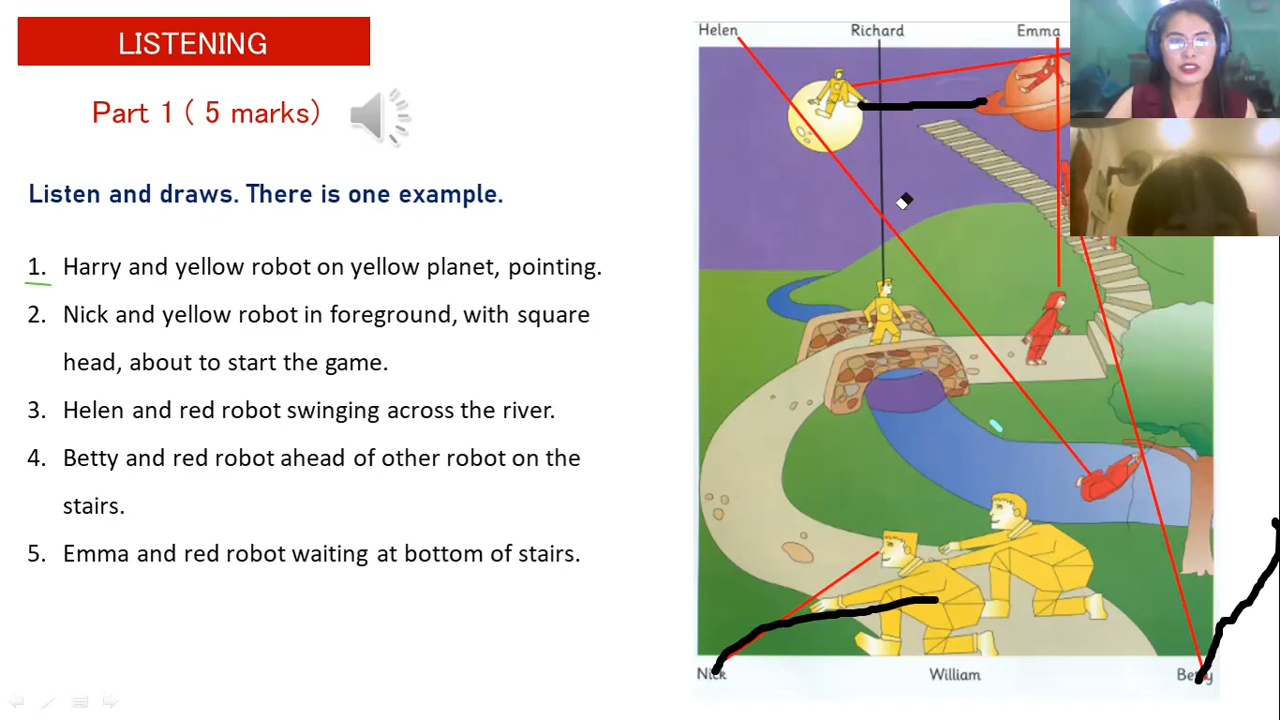 LISTENING
Helen Richard Emma
Part 1 ( 5 marks)
Listen and draws. There is one example.
1. Harry and yellow robot on yellow planet, pointing.
2. Nick and yellow robot in foreground, with square
head, about to start the game.
3. Helen and red robot swinging across the river.
4. Betty and red robot ahead of other robot on the
stairs.
5. Emma and red robot waiting at bottom of stairs.
Nick William Betty